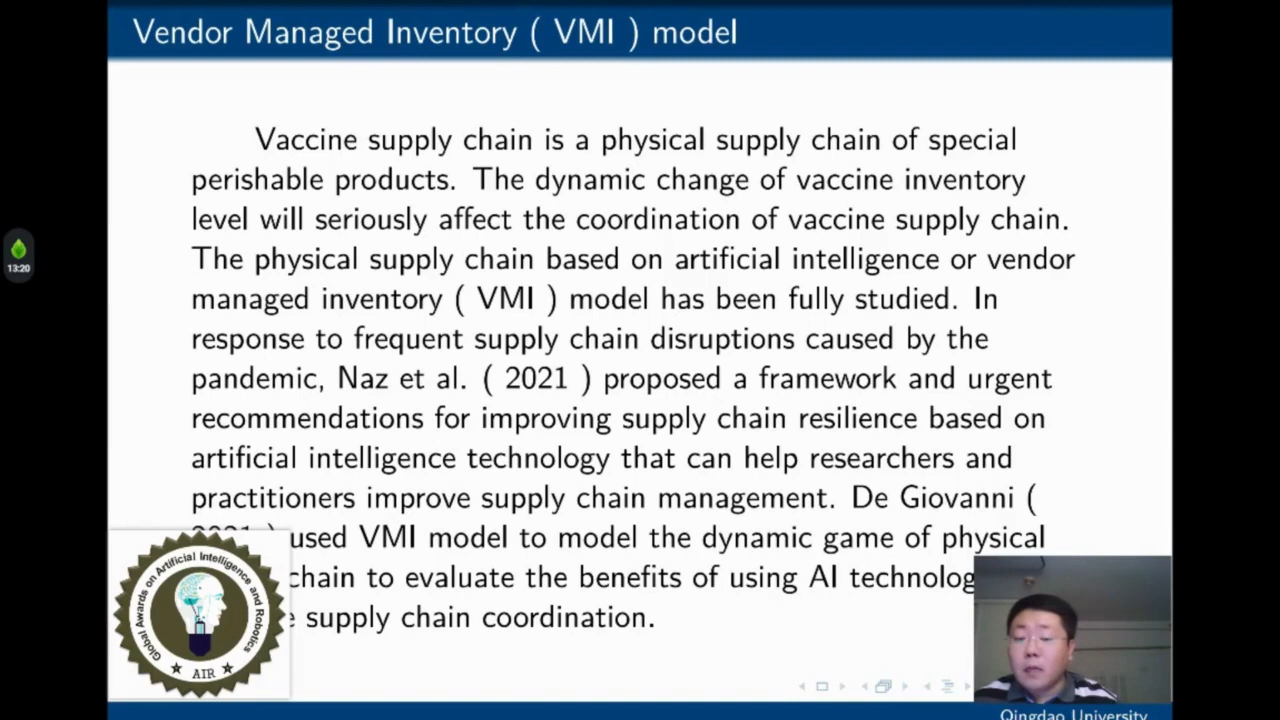 Vendor Managed Inventory ( VMI ) model
Vaccine supply chain is a physical supply chain of special
perishable products. The dynamic change of vaccine inventory
level will seriously affect the coordination of vaccine supply chain.
The physical supply chain based on artificial intelligence or vendor
managed inventory ( VMI ) model has been fully studied. In
response to frequent supply chain disruptions caused by the
pandemic, Naz et al. ( 2021 ) proposed a framework and urgent
recommendations for improving supply chain resilience based on
artificial intelligence technology that can help researchers and
practitioners improve supply chain management. De Giovanni (
used VMI model to model the dynamic game of physical
chain to evaluate the benefits of using AI
supply chain coordination.
13:20
Global Awards on Artificial Intelligence and Robotics
AIR
Qingdao University